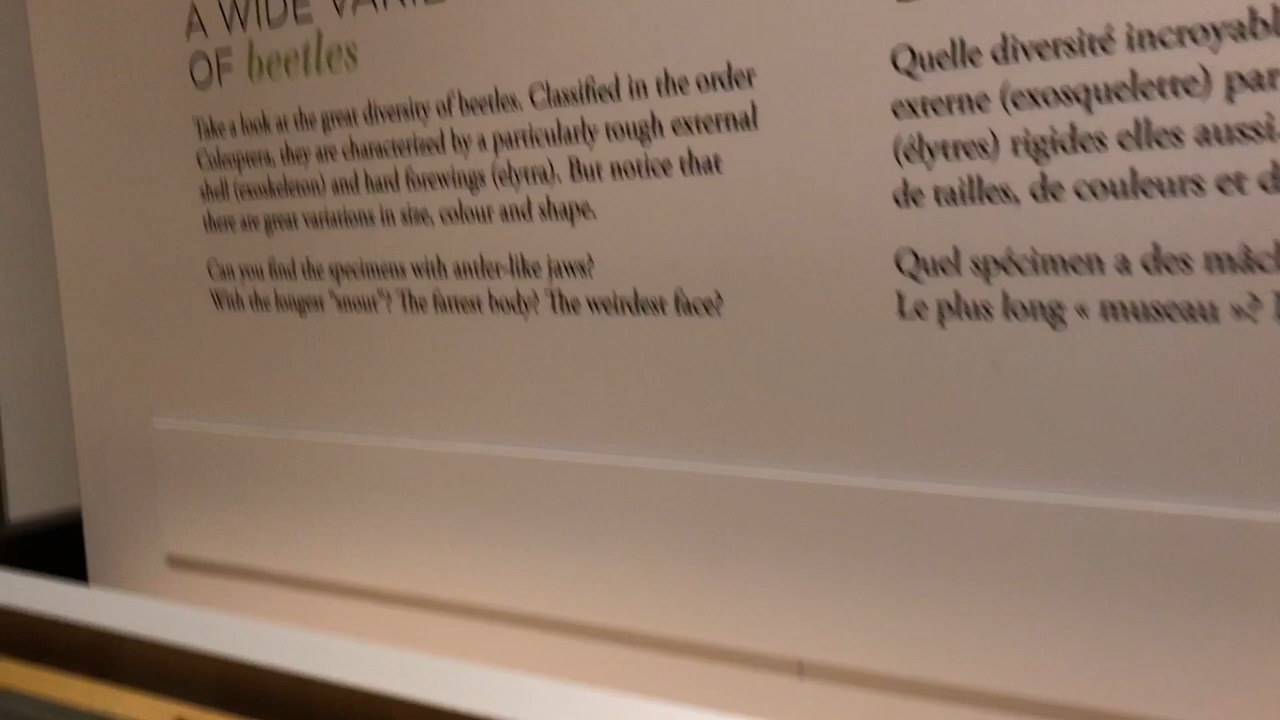 A WIDE
OF beetles
Take a look at the great diversity of beetles. Classified in the order
Coleoptera, they are characterized by a particularly tough external
shell (exoskeleton) and hard forewings (elytra). But notice that
there are great variations in size, colour and shape.
Can you find the specimens with antler-like jaws?
With the longest "snout"? The fattest body? The weirdest face?
Quelle diversité
externe (exosquelette) par
(élytres) rigides elles aussi
de tailles, de couleurs et
Quel spécimen a des
Le plus long « museau »?